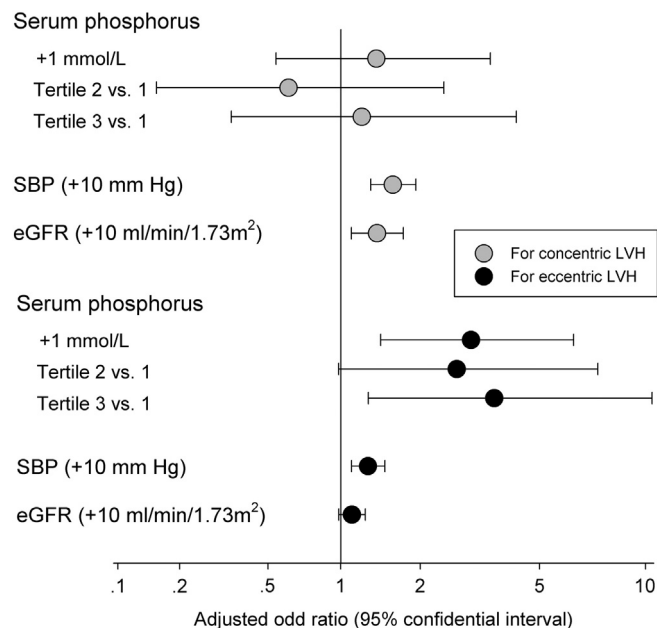 Serum phosphorus
+1 mmol/L
Tertile 2 vs. 1
Tertile 3 vs. 1
SBP (+10 mm Hg)
eGFR (+10 ml/min/1.73m²)
For concentric LVH
For eccentric LVH
Serum phosphorus
+1 mmol/L
Tertile 2 vs. 1
Tertile 3 vs. 1
SBP (+10 mm Hg)
eGFR (+10 ml/min/1.73m²)
.1 .2 .5 1 2 5 10
Adjusted odd ratio (95% confidential interval)